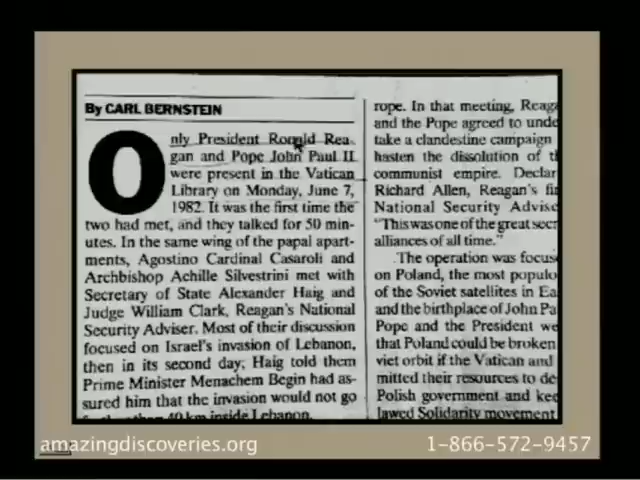 By CARL BERNSTEIN
Only President Ronald Rea-
gan and Pope John Paul II
were present in the Vatican
Library on Monday, June 7,
1982. It was the first time the
two had met, and they talked for 50 min-
utes. In the same wing of the papal apart-
ments, Agostino Cardinal Casaroli and
Archbishop Achille Silvestrini met with
Secretary of State Alexander Haig and
Judge William Clark, Reagan's National
Security Adviser. Most of their discussion
focused on Israel's invasion of Lebanon,
then in its second day; Haig told them
Prime Minister Menachem Begin had as-
sured him that the invasion would not go
40 km inside Lebanon.
rope. In that meeting, Reaga
and the Pope agreed to unde
take a clandestine campaign
hasten the dissolution of th
communist empire. Declar
Richard Allen, Reagan's fir
National Security Advise
"This was one of the great secr
alliances of all time."
The operation was focus
on Poland, the most populo
of the Soviet satellites in Ea
and the birthplace of John Pa
Pope and the President we
that Poland could be broken
viet orbit if the Vatican and
mitted their resources to de
Polish government and kee
lawed Solidarity movement
amazingdiscoveries.org
1-866-572-9457